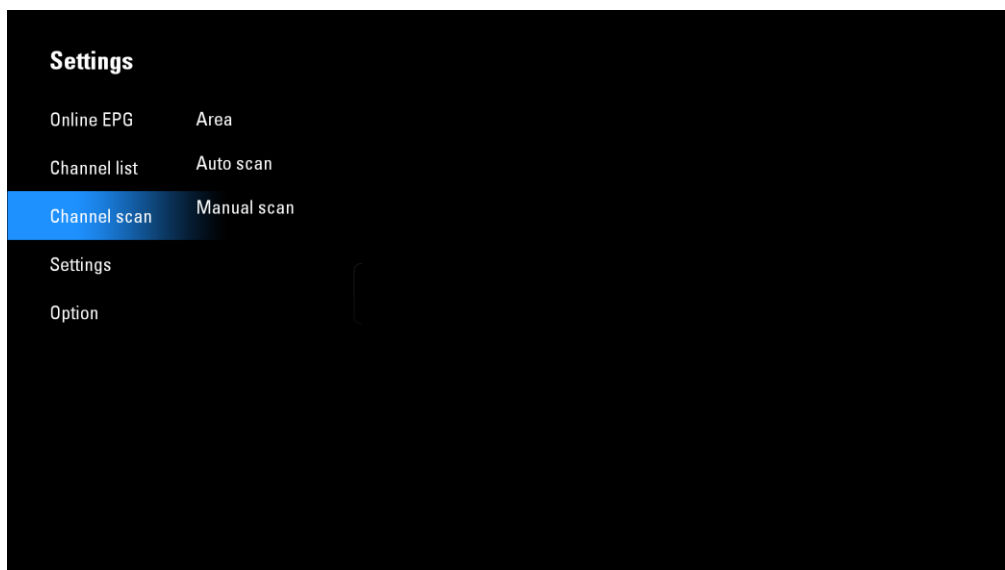 Settings
Online EPG
Channel list
Channel scan
Settings
Option
Area
Auto scan
Manual scan